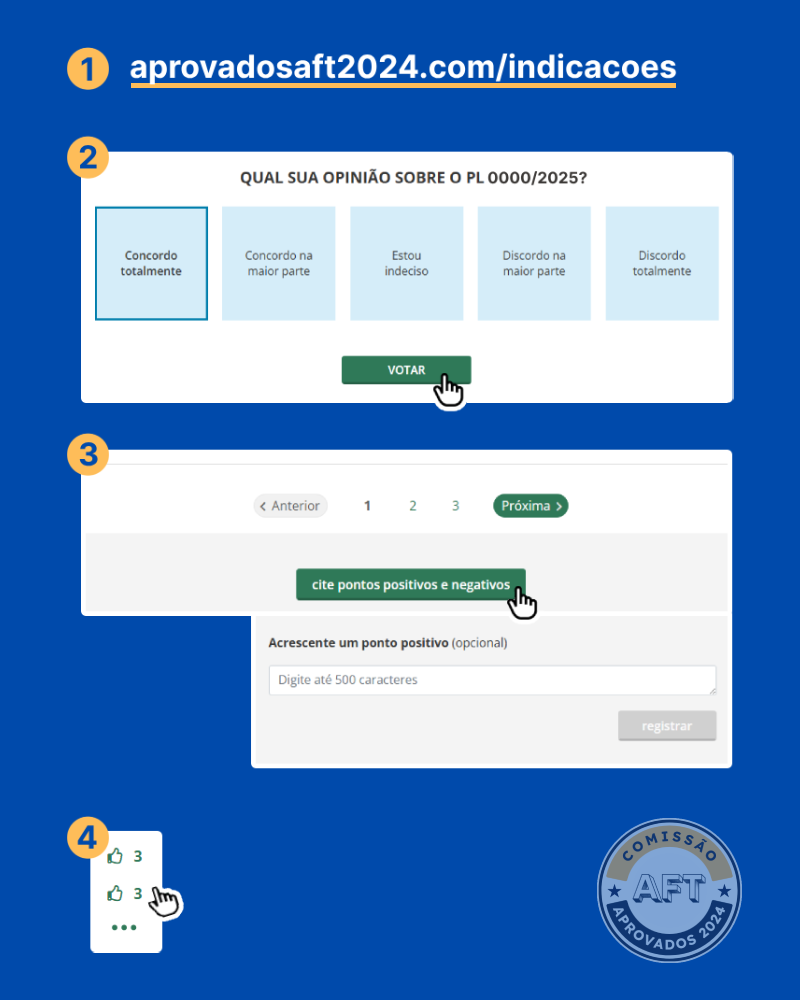 1
aprovadosaft2024.com/indicacoes
2
QUAL SUA OPINIÃO SOBRE O PL 0000/2025?
Concordo
totalmente
Concordo na
maior parte
Estou
indeciso
Discordo na
maior parte
Discordo
totalmente
VOTAR
3
Anterior 1 2 3 Próxima
cite pontos positivos e negativos
Acrescente um ponto positivo (opcional)
Digite até 500 caracteres
registrar
4
3
3
COMISSÃO
AFT
APROVADOS 2024